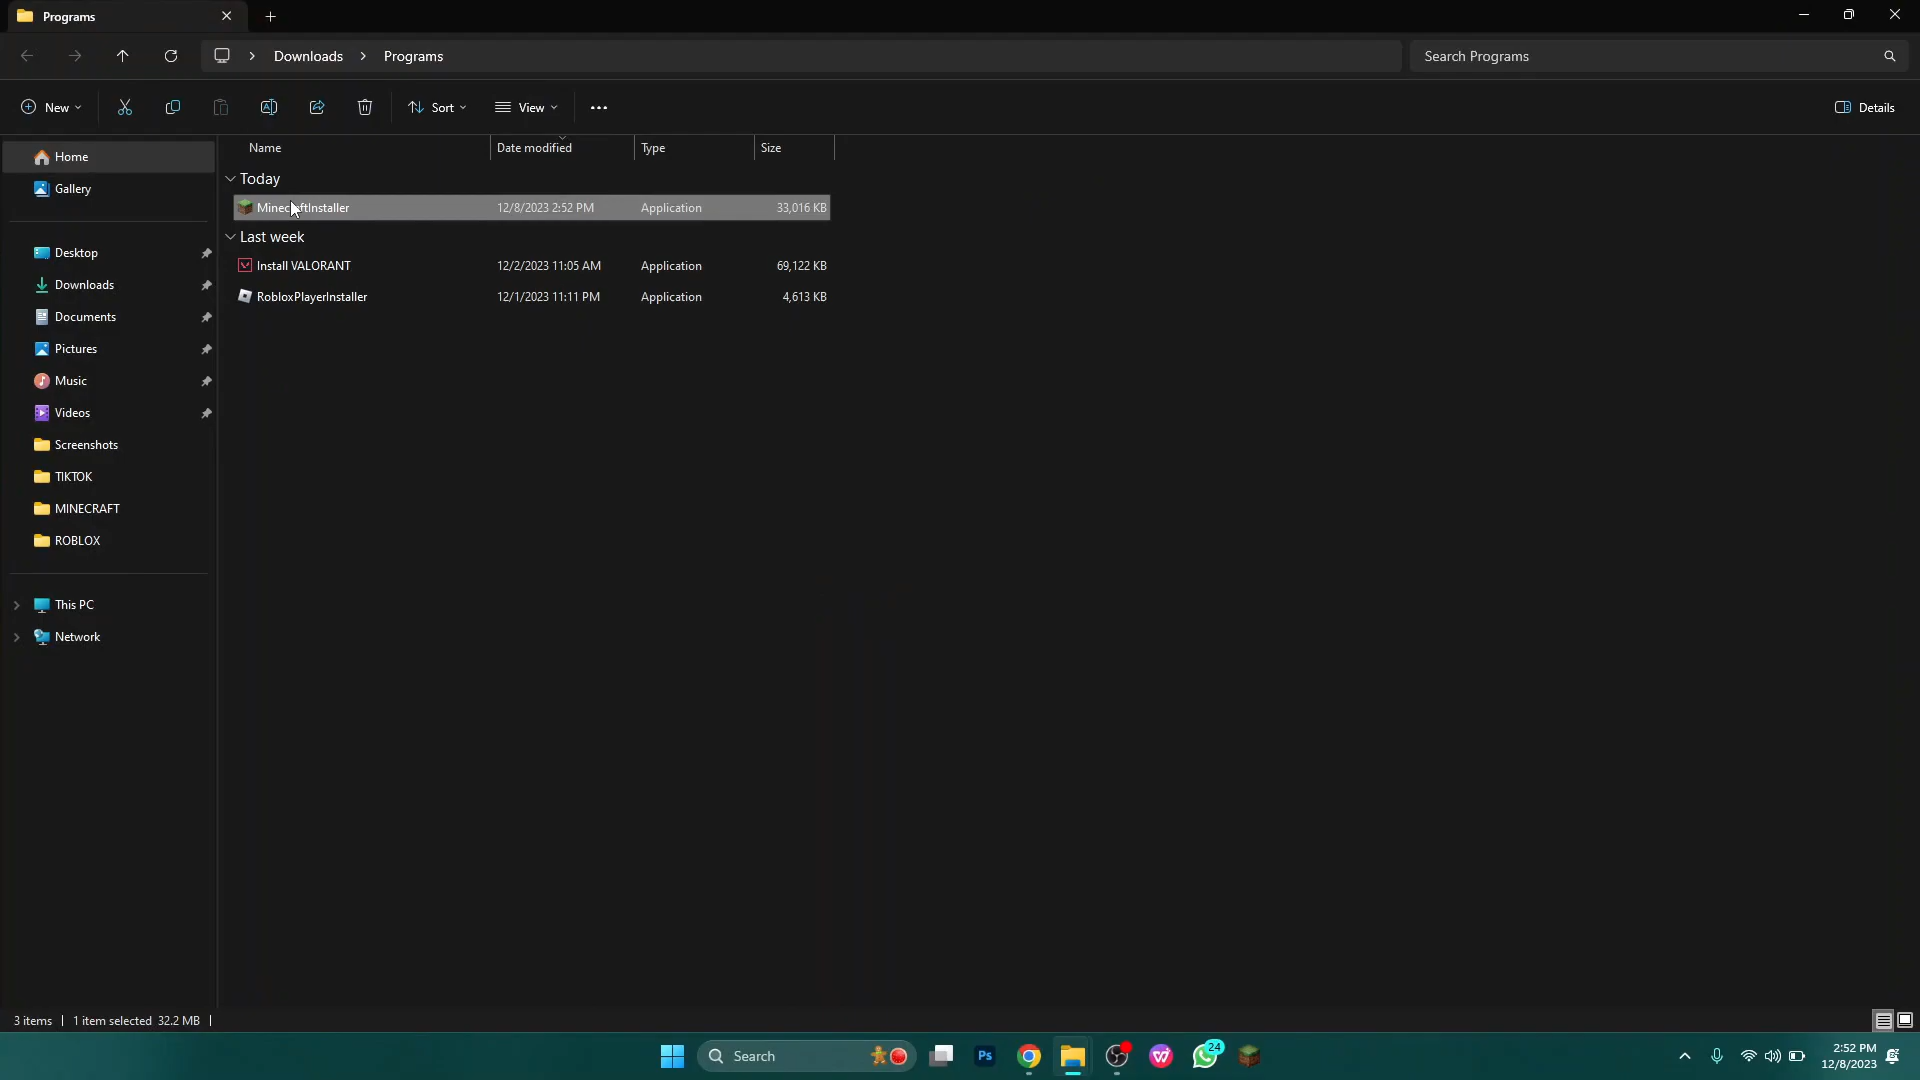 Programs
Downloads
Programs
Search Programs
New
Sort
View
Details
Name
Date modified
Type
Size
Home
Gallery
Desktop
Downloads
Documents
Pictures
Music
Videos
Screenshots
TIKTOK
MINECRAFT
ROBLOX
This PC
Network
Today
MinecraftInstaller 12/8/2023 2:52 PM Application 33,016 KB
Last week
Install VALORANT 12/2/2023 11:05 AM Application 69,122 KB
RobloxPlayerInstaller 12/1/2023 11:11 PM Application 4,613 KB
3 items 1 item selected 32.2 MB
Search
Ps
24
2:52 PM
12/8/2023